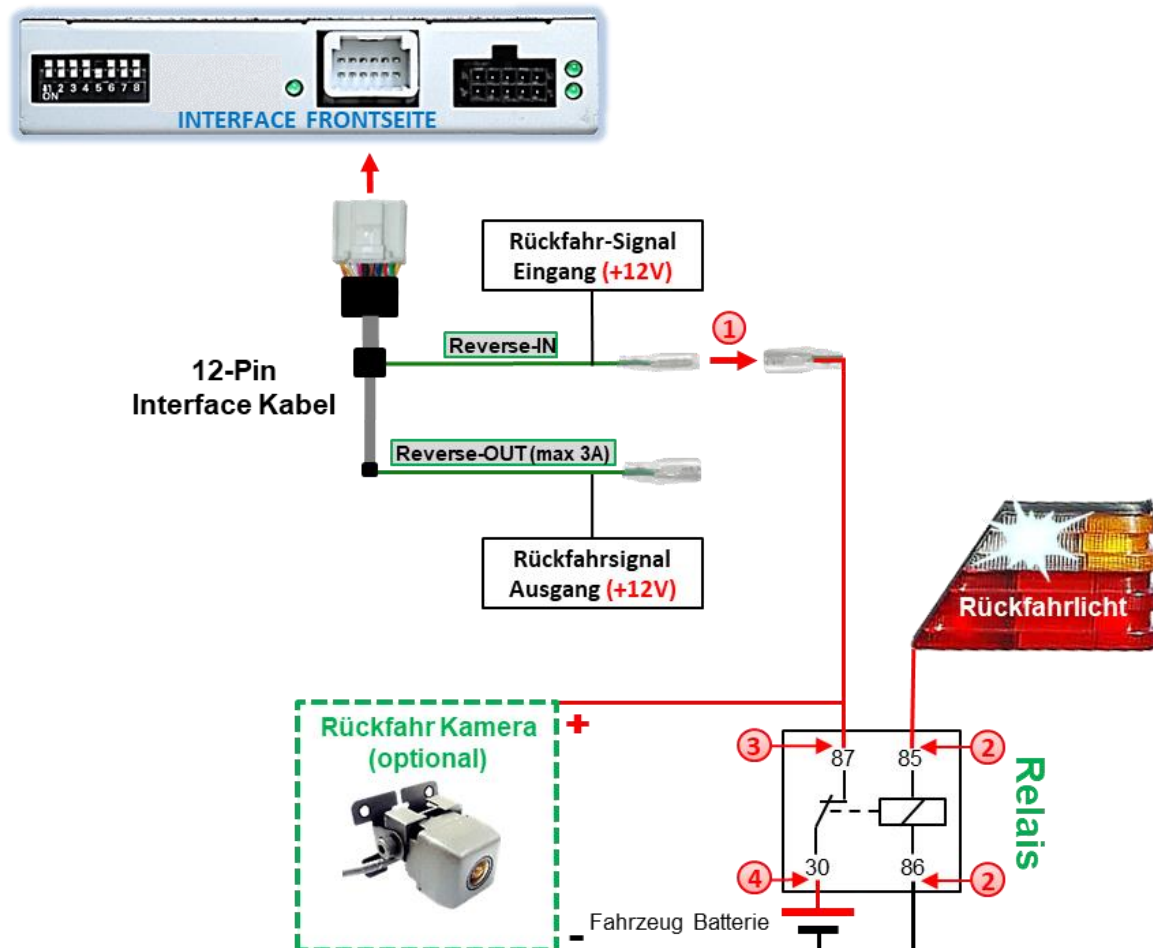 1 2 3 4 5 6 7 8
ON
INTERFACE FRONTSEITE
Rückfahr-Signal
Eingang (+12V)
Reverse-IN
1
12-Pin
Interface Kabel
Reverse-OUT (max 3A)
Rückfahrsignal
Ausgang (+12V)
Rückfahrlicht
Rückfahr Kamera
(optional)
+
3
87
85
2
Relais
4
30
86
2
- Fahrzeug Batterie